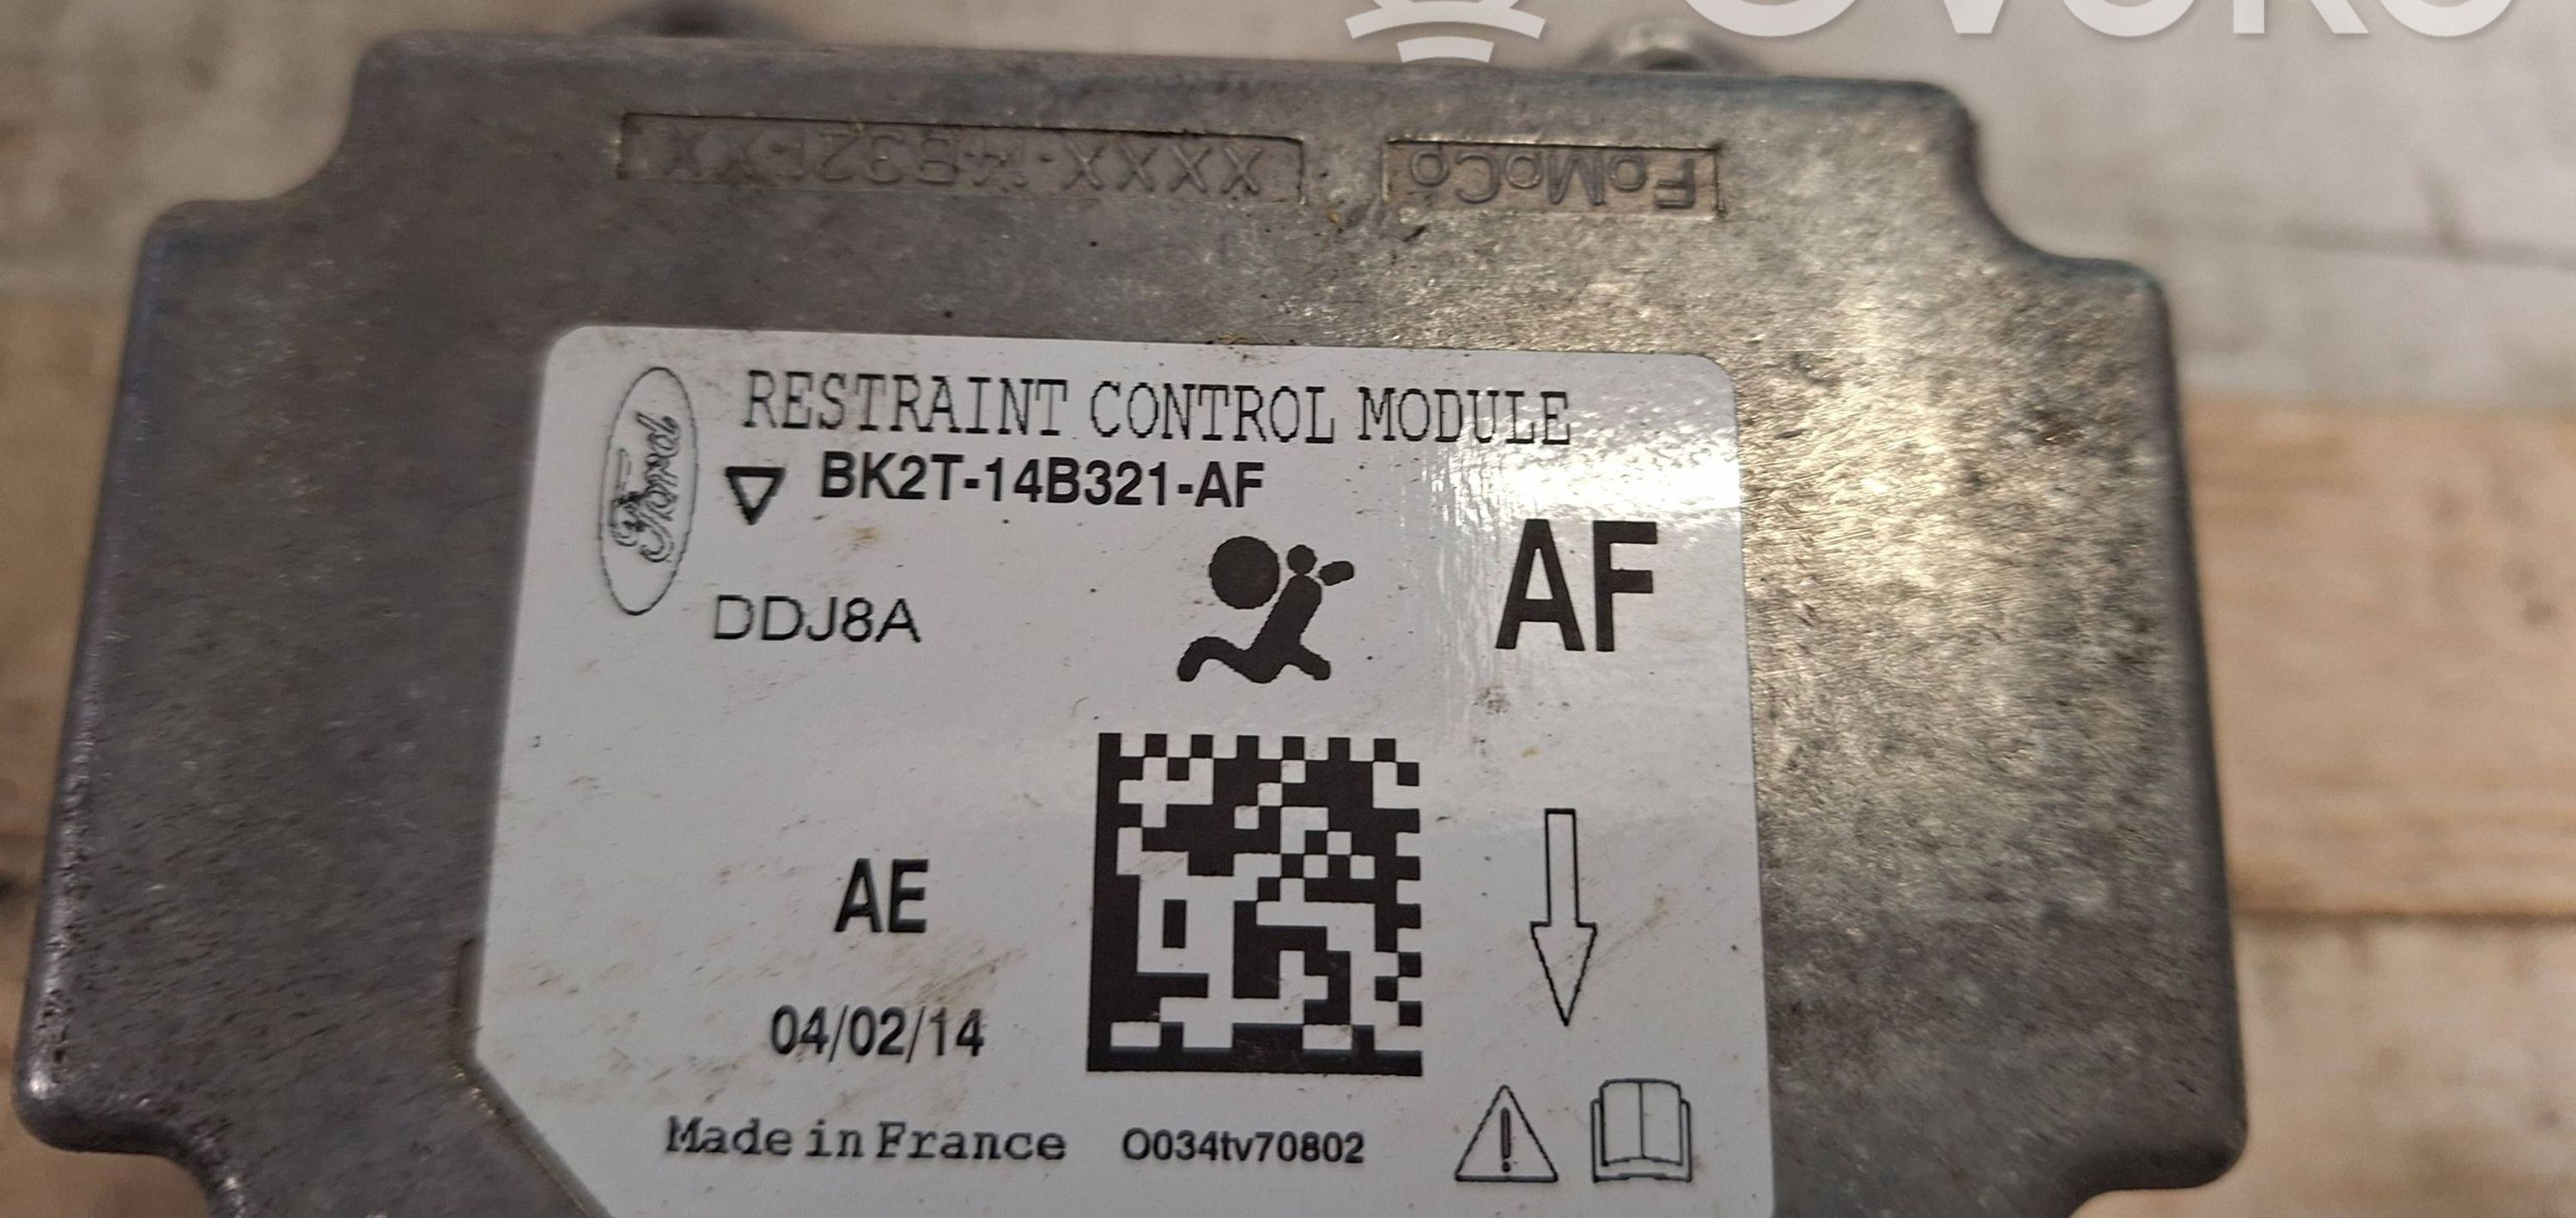 XXXX-14B321-XX
FoMoCo
RESTRAINT CONTROL MODULE
Ford
BK2T-14B321-AF
AF
DDJ8A
AE
04/02/14
Made in France O034tv70802